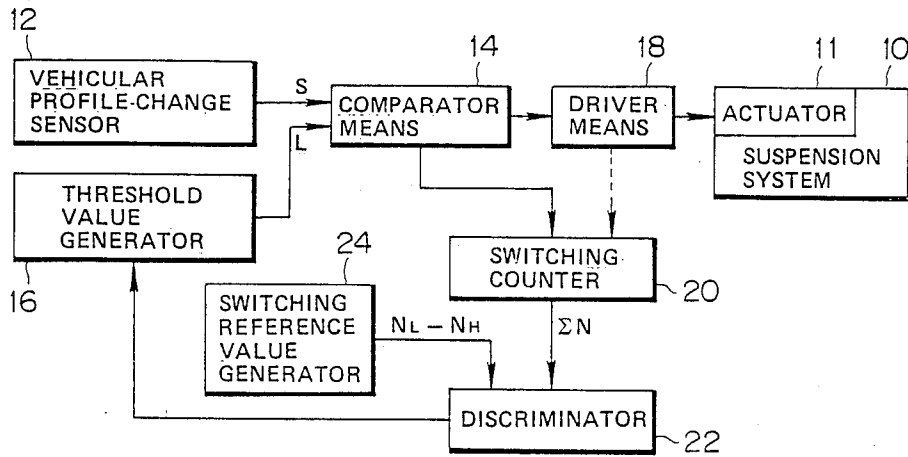 12
VEHICULAR
PROFILE-CHANGE
SENSOR
S
L
14
COMPARATOR
MEANS
18
DRIVER
MEANS
11
10
ACTUATOR
SUSPENSION
SYSTEM
THRESHOLD
VALUE
GENERATOR
16
24
SWITCHING
REFERENCE
VALUE
GENERATOR
NL – NH
SWITCHING
COUNTER
20
ΣN
DISCRIMINATOR
22